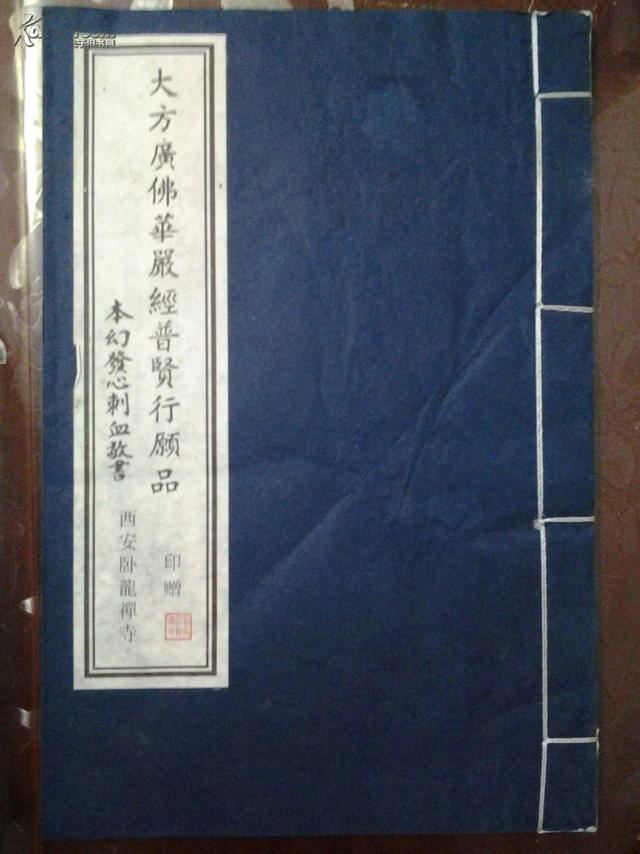 大方廣佛華嚴經普賢行願品
本幻發心刺血敬書
印贈
西安卧龍禪寺